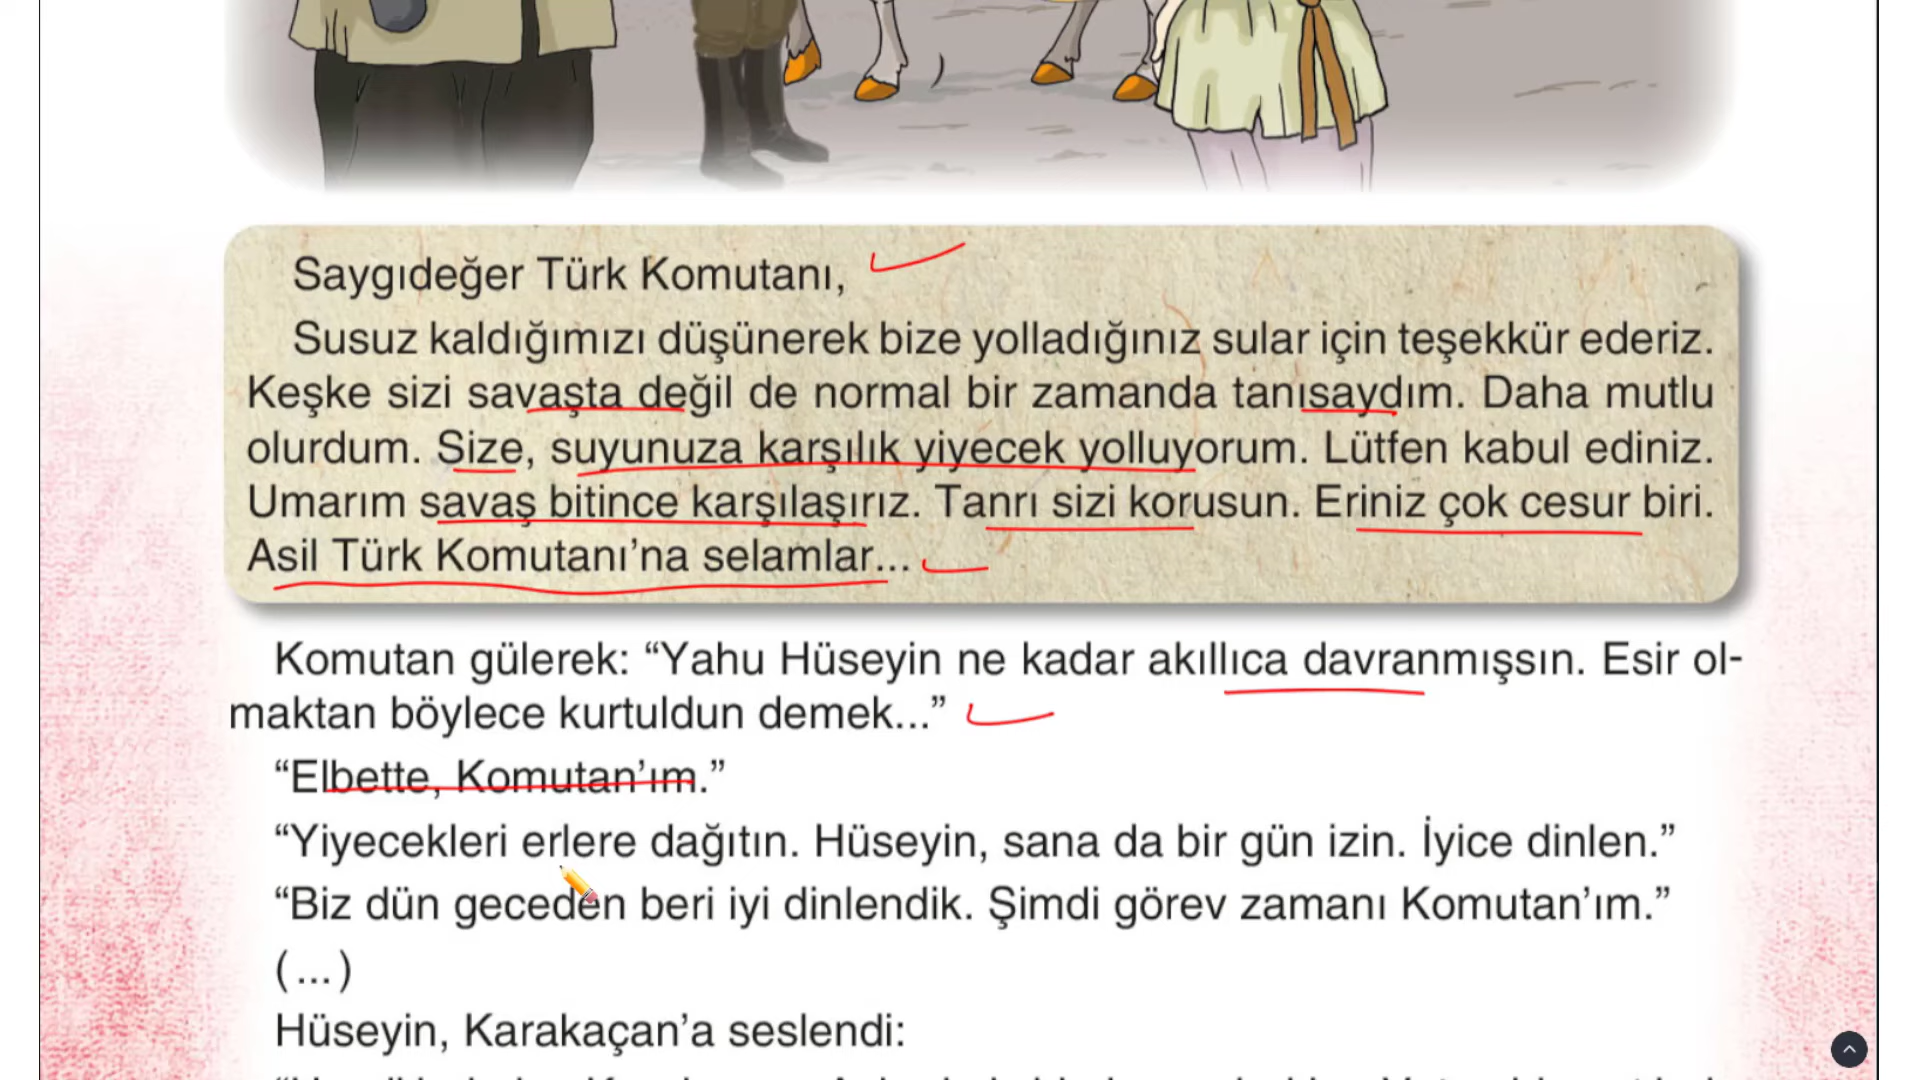 Saygıdeğer Türk Komutanı,
Susuz kaldığımızı düşünerek bize yolladığınız sular için teşekkür ederiz.
Keşke sizi savaşta değil de normal bir zamanda tanısaydım. Daha mutlu
olurdum. Size, suyunuza karşılık yiyecek yolluyorum. Lütfen kabul ediniz.
Umarım savaş bitince karşılaşırız. Tanrı sizi korusun. Eriniz çok cesur biri.
Asil Türk Komutanı’na selamlar...
Komutan gülerek: “Yahu Hüseyin ne kadar akıllıca davranmışsın. Esir ol-
maktan böylece kurtuldun demek...”
“Elbette, Komutan’ım.”
“Yiyecekleri erlere dağıtın. Hüseyin, sana da bir gün izin. İyice dinlen.”
“Biz dün geceden beri iyi dinlendik. Şimdi görev zamanı Komutan’ım.”
(...)
Hüseyin, Karakaçan’a seslendi: